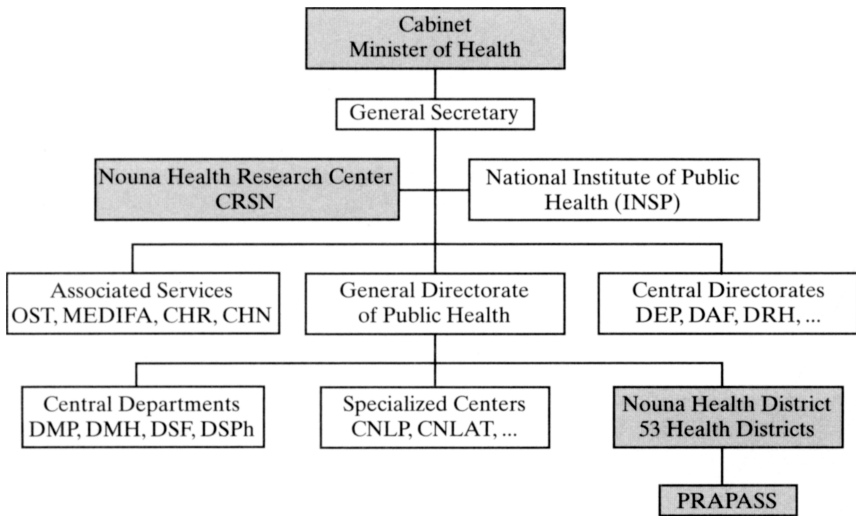 Cabinet
Minister of Health
General Secretary
Nouna Health Research Center
CRSN
National Institute of Public
Health (INSP)
Associated Services
OST, MEDIFA, CHR, CHN
General Directorate
of Public Health
Central Directorates
DEP, DAF, DRH, ...
Central Departments
DMP, DMH, DSF, DSPh
Specialized Centers
CNLP, CNLAT, ...
Nouna Health District
53 Health Districts
PRAPASS